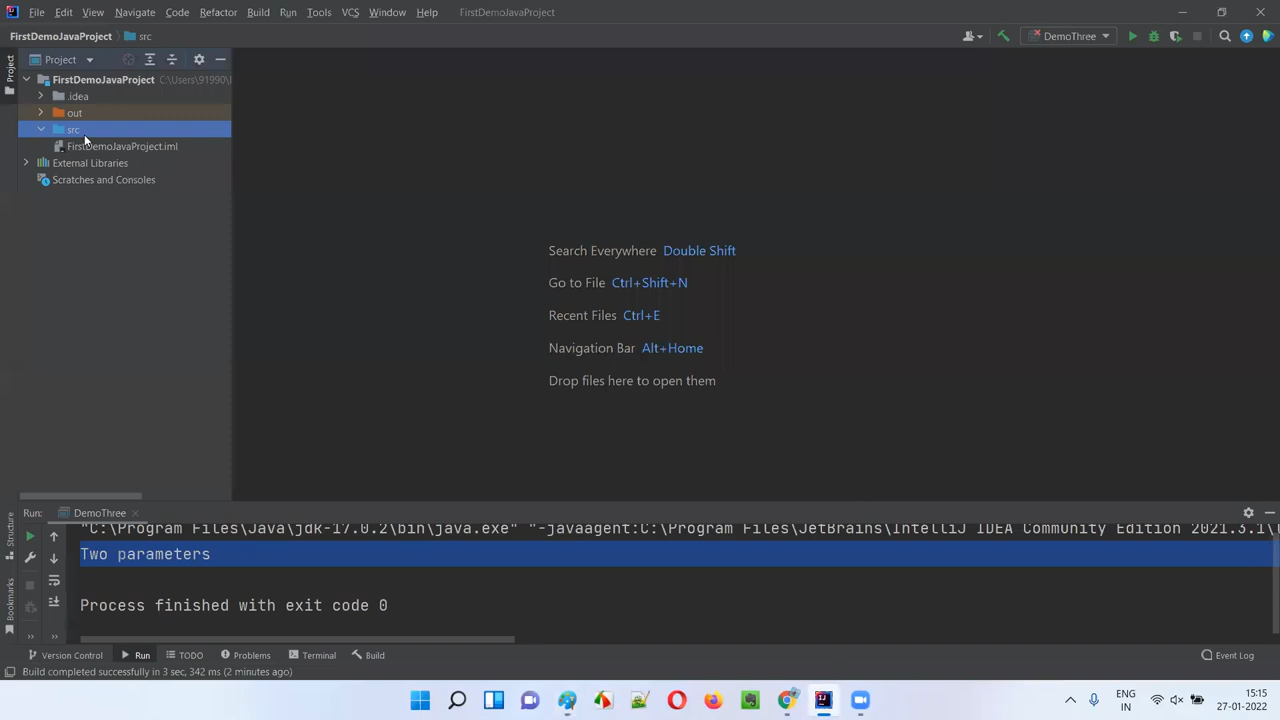 File Edit View Navigate Code Refactor Build Run Tools VCS Window Help FirstDemoJavaProject
FirstDemoJavaProject src
DemoThree
Project
Project
FirstDemoJavaProject C:\Users\91990\I
.idea
out
src
FirstDemoJavaProject.iml
External Libraries
Scratches and Consoles
Search Everywhere Double Shift
Go to File Ctrl+Shift+N
Recent Files Ctrl+E
Navigation Bar Alt+Home
Drop files here to open them
Run: DemoThree
"C:\Program Files\Java\jdk-17.0.2\bin\java.exe" "-javaagent:C:\Program Files\JetBrains\IntelliJ IDEA Community Edition 2021.3.1\l
Two parameters
Process finished with exit code 0
Structure
Bookmarks
Version Control Run TODO Problems Terminal Build Event Log
Build completed successfully in 3 sec, 342 ms (2 minutes ago)
ENG
IN
15:15
27-01-2022